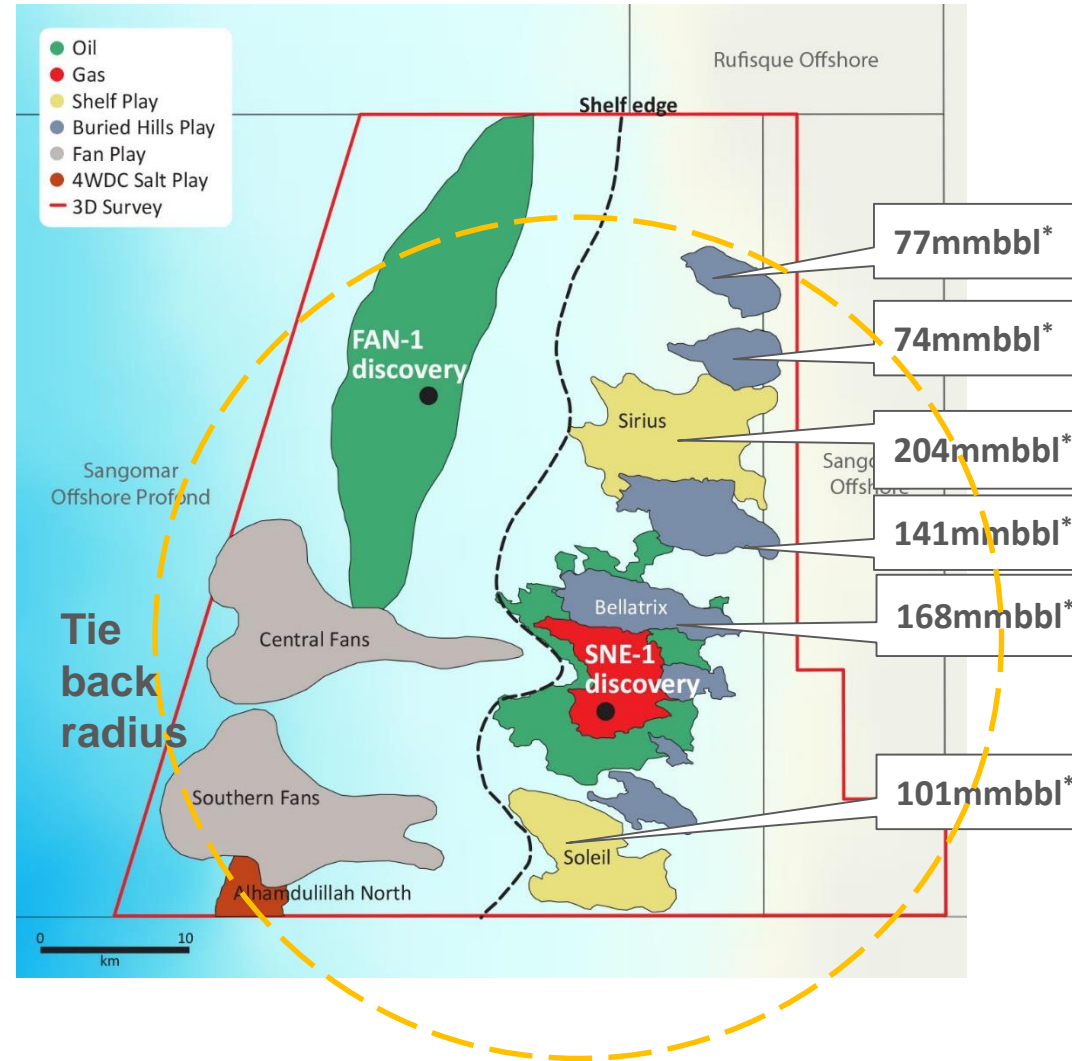 Oil
Gas
Shelf Play
Buried Hills Play
Fan Play
4WDC Salt Play
3D Survey
Rufisque Offshore
Shelf edge
77mmbbl*
74mmbbl*
FAN-1
discovery
Sirius
204mmbbl*
Sangomar
Offshore Profond
Offshore
141mmbbl*
Bellatrix
168mmbbl*
Tie
back
radius
Central Fans
SNE-1
discovery
101mmbbl*
Southern Fans
Soleil
Alhamdulillah North
0 10
km